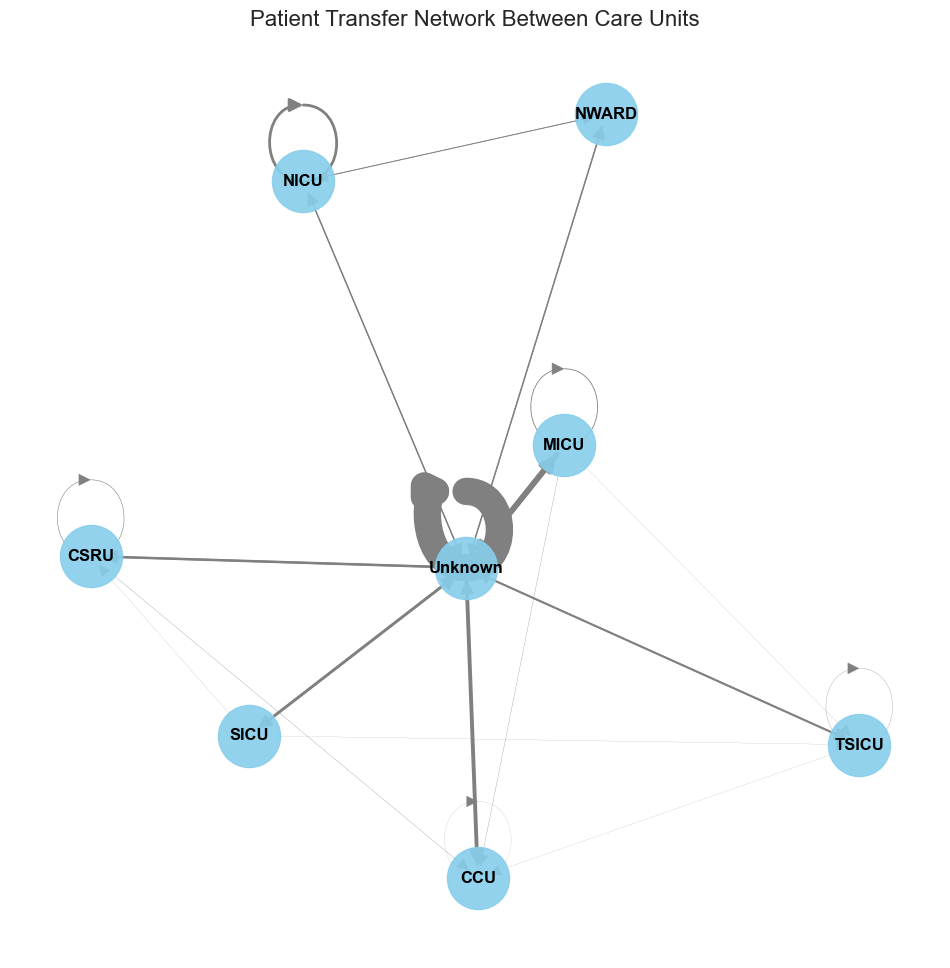 Patient Transfer Network Between Care Units
NWARD
NICU
MICU
CSRU
Unknown
SICU
TSICU
CCU